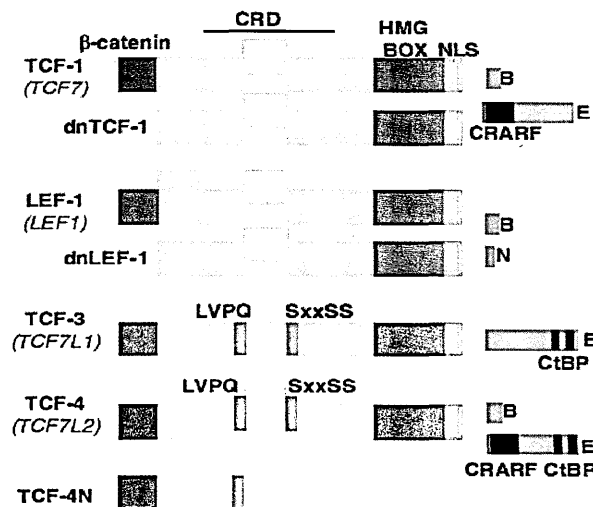 CRD
β-catenin
HMG
BOX NLS
TCF-1
(TCF7)
B
E
CRARF
dnTCF-1
LEF-1
(LEF1)
B
dnLEF-1
N
LVPQ SxxSS
TCF-3
(TCF7L1)
E
CtBP
LVPQ SxxSS
TCF-4
(TCF7L2)
B
E
CRARF CtBP
TCF-4N